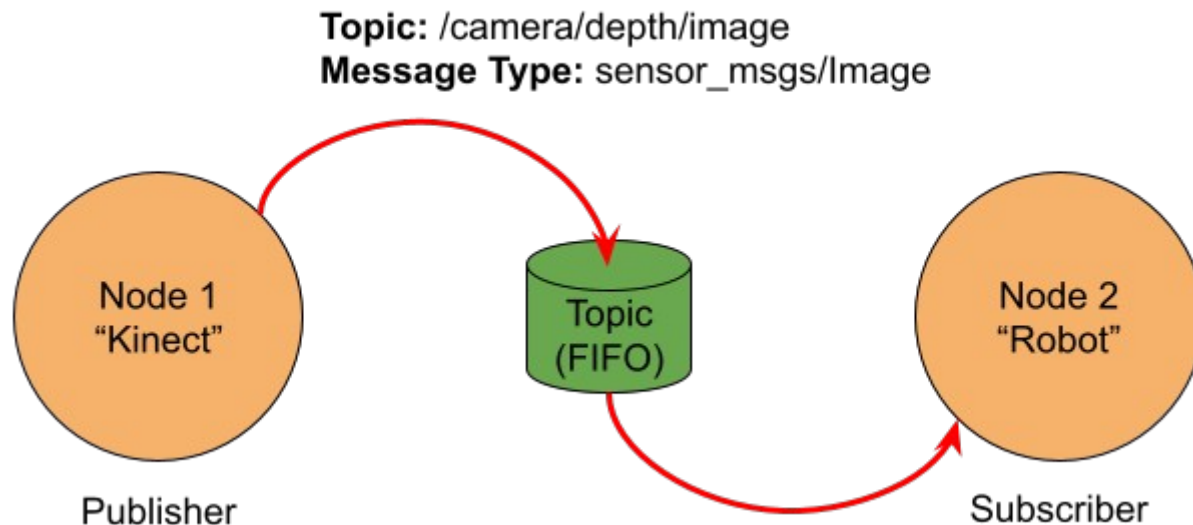 Topic: /camera/depth/image
Message Type: sensor_msgs/Image
Node 1
“Kinect”
Topic
(FIFO)
Node 2
“Robot”
Publisher
Subscriber